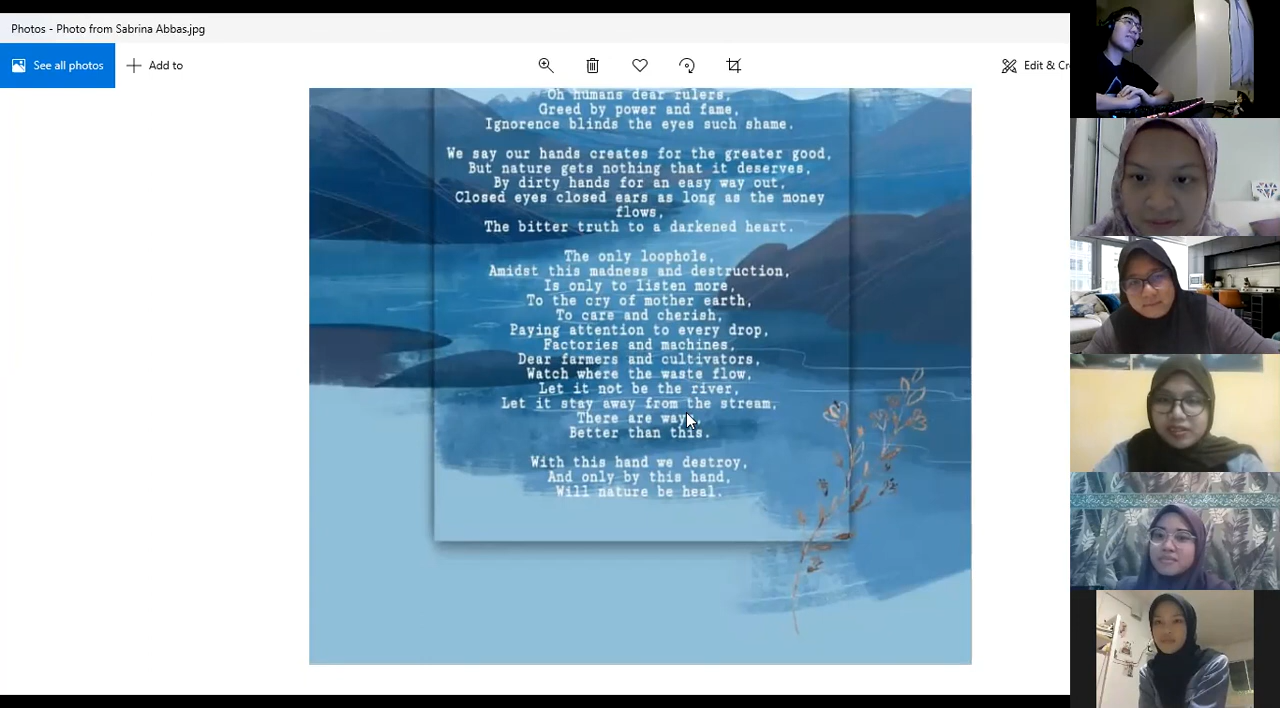 Photos - Photo from Sabrina Abbas.jpg
See all photos
Add to
Edit & Cr
Oh humans dear rulers,
Greed by power and fame,
Ignorence blinds the eyes such shame.
We say our hands creates for the greater good,
But nature gets nothing that it deserves,
By dirty hands for an easy way out,
Closed eyes closed ears as long as the money
flows,
The bitter truth to a darkened heart.
The only loophole,
Amidst this madness and destruction,
Is only to listen more,
To the cry of mother earth,
To care and cherish,
Paying attention to every drop,
Factories and machines,
Dear farmers and cultivators,
Watch where the waste flow,
Let it not be the river,
Let it stay away from the stream,
There are ways,
Better than this.
With this hand we destroy,
And only by this hand,
Will nature be heal.